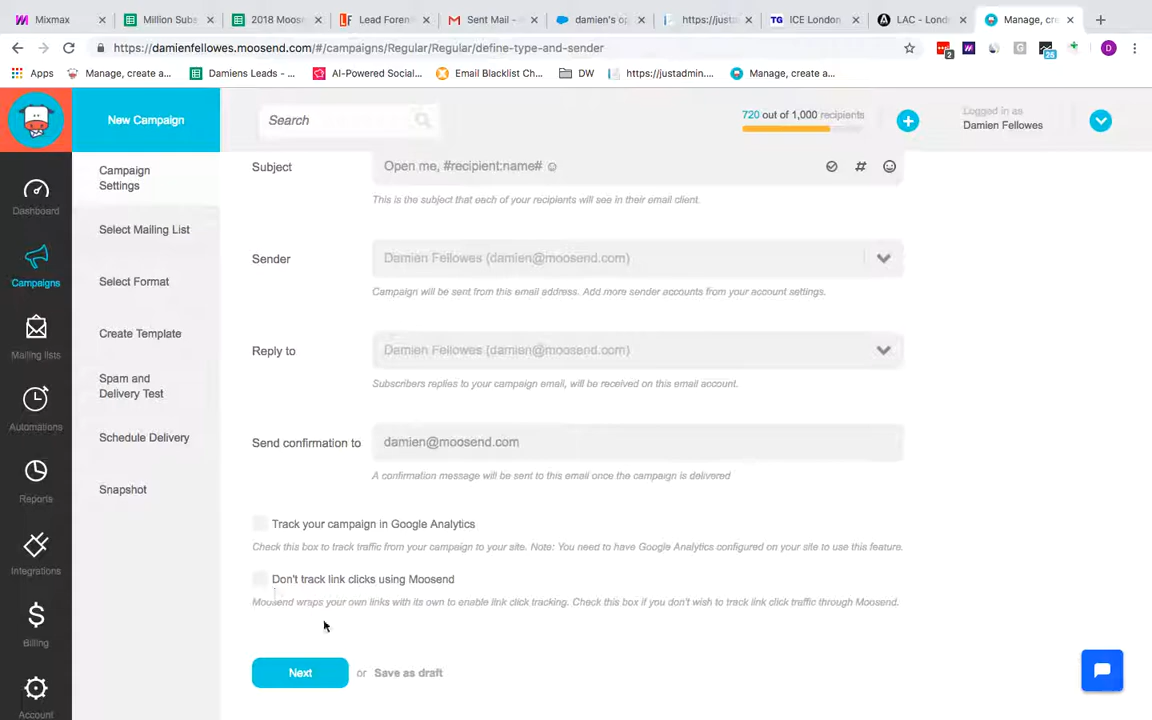 Mixmax
Million Subs
2018 Moose
Lead Foren
Sent Mail -
damien's op
https://justa
ICE London,
LAC - Lond
Manage, cre
https://damienfellowes.moosend.com/#/campaigns/Regular/Regular/define-type-and-sender
2
25
D
Apps
Manage, create a...
Damiens Leads - ...
AI-Powered Social...
Email Blacklist Ch...
DW
https://justadmin....
Manage, create a...
New Campaign
Search
720 out of 1,000 recipients
Logged in as
Damien Fellowes
Dashboard
Campaigns
Mailing lists
Automations
Reports
Integrations
Billing
Account
Campaign
Settings
Select Mailing List
Select Format
Create Template
Spam and
Delivery Test
Schedule Delivery
Snapshot
Subject
Open me, #recipient:name# ☺
This is the subject that each of your recipients will see in their email client.
Sender
Damien Fellowes (damien@moosend.com)
Campaign will be sent from this email address. Add more sender accounts from your account settings.
Reply to
Damien Fellowes (damien@moosend.com)
Subscribers replies to your campaign email, will be received on this email account.
Send confirmation to
damien@moosend.com
A confirmation message will be sent to this email once the campaign is delivered
Track your campaign in Google Analytics
Check this box to track traffic from your campaign to your site. Note: You need to have Google Analytics configured on your site to use this feature.
Don't track link clicks using Moosend
Moosend wraps your own links with its own to enable link click tracking. Check this box if you don't wish to track link click traffic through Moosend.
Next
or
Save as draft